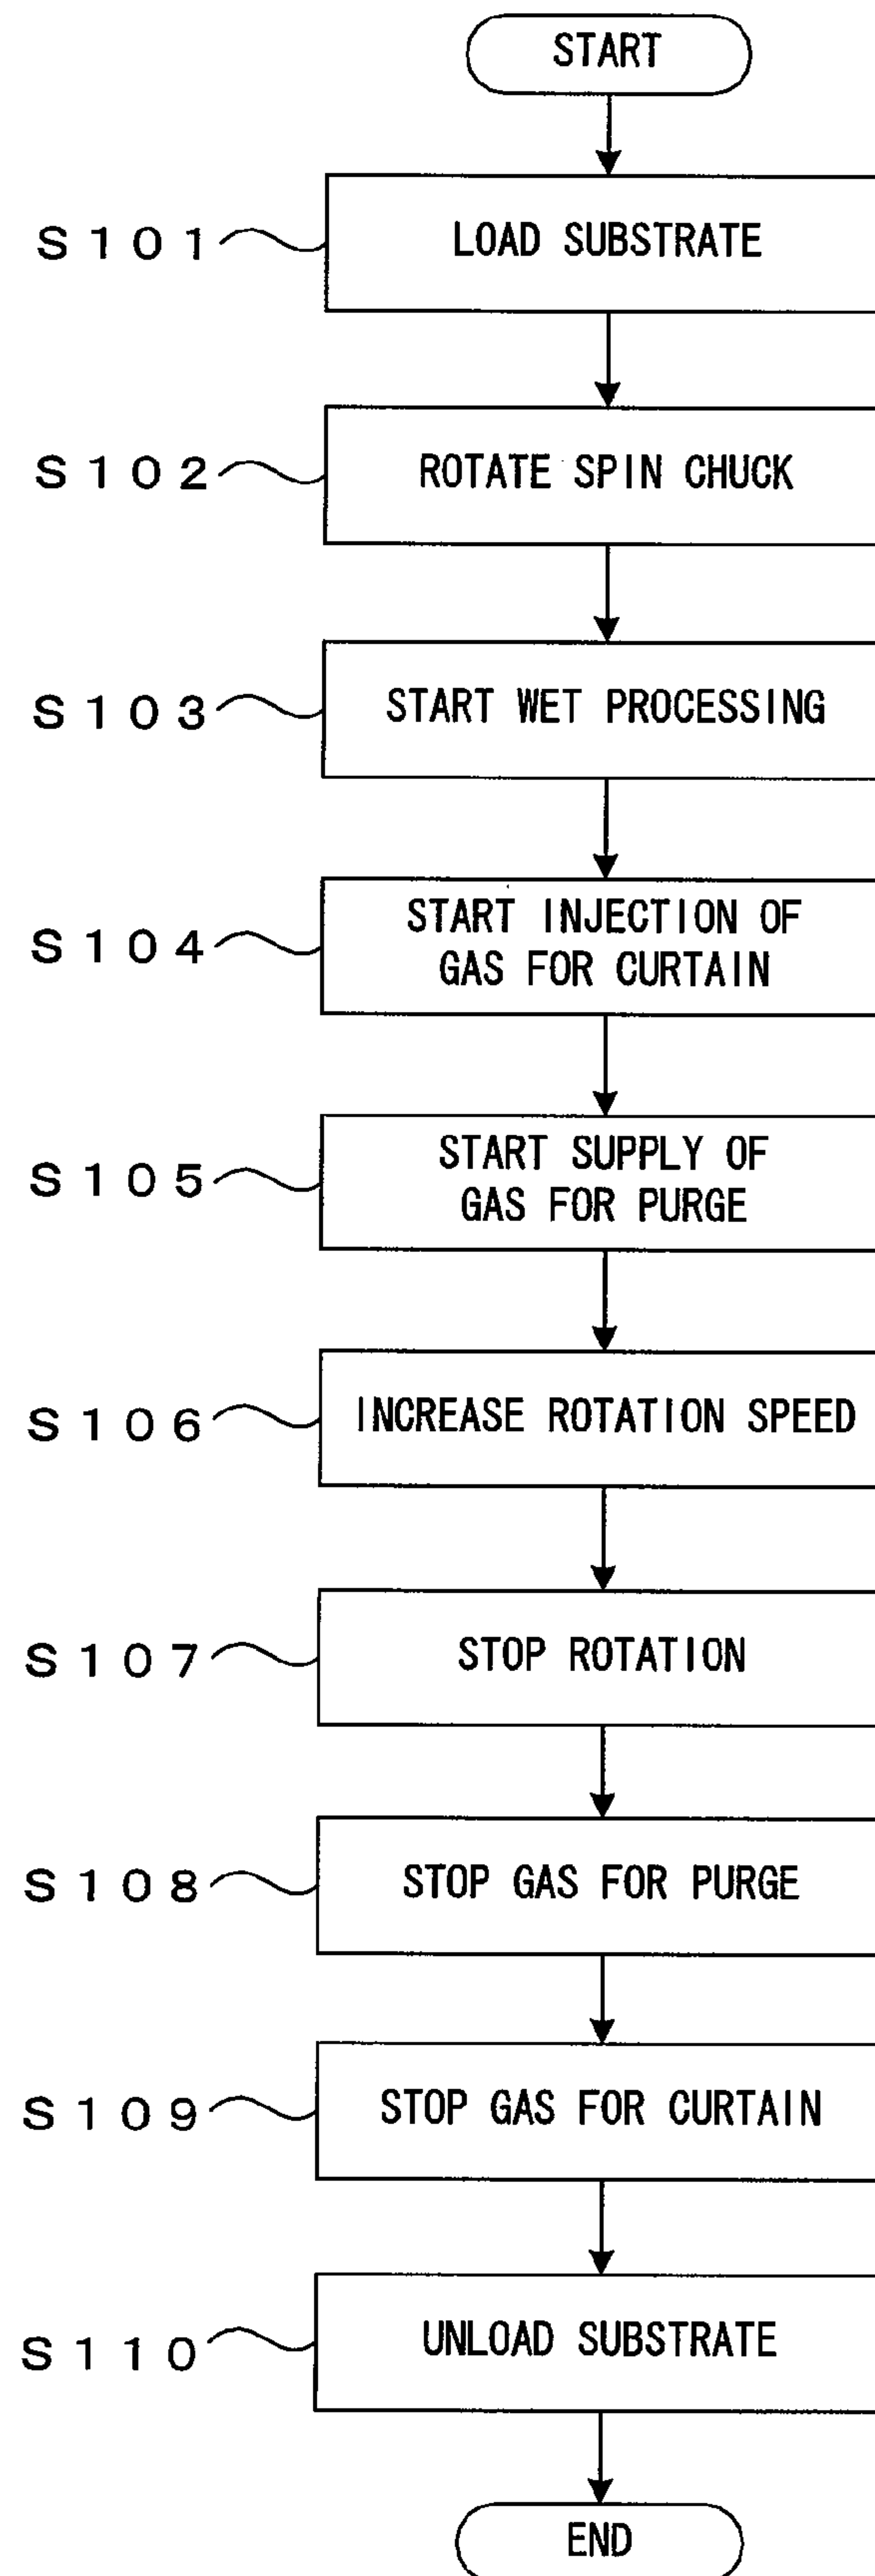 START
S101
LOAD SUBSTRATE
S102
ROTATE SPIN CHUCK
S103
START WET PROCESSING
S104
START INJECTION OF
GAS FOR CURTAIN
S105
START SUPPLY OF
GAS FOR PURGE
S106
INCREASE ROTATION SPEED
S107
STOP ROTATION
S108
STOP GAS FOR PURGE
S109
STOP GAS FOR CURTAIN
S110
UNLOAD SUBSTRATE
END